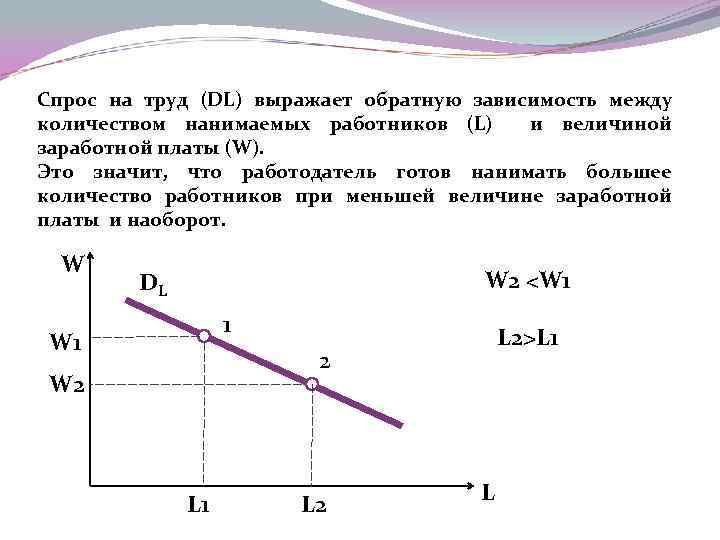 Спрос на труд (DL) выражает обратную зависимость между
количеством нанимаемых работников (L) и величиной
заработной платы (W).
Это значит, что работодатель готов нанимать большее
количество работников при меньшей величине заработной
платы и наоборот.
W
DL
W2 <W1
1
W1
L2>L1
2
W2
L1
L2
L